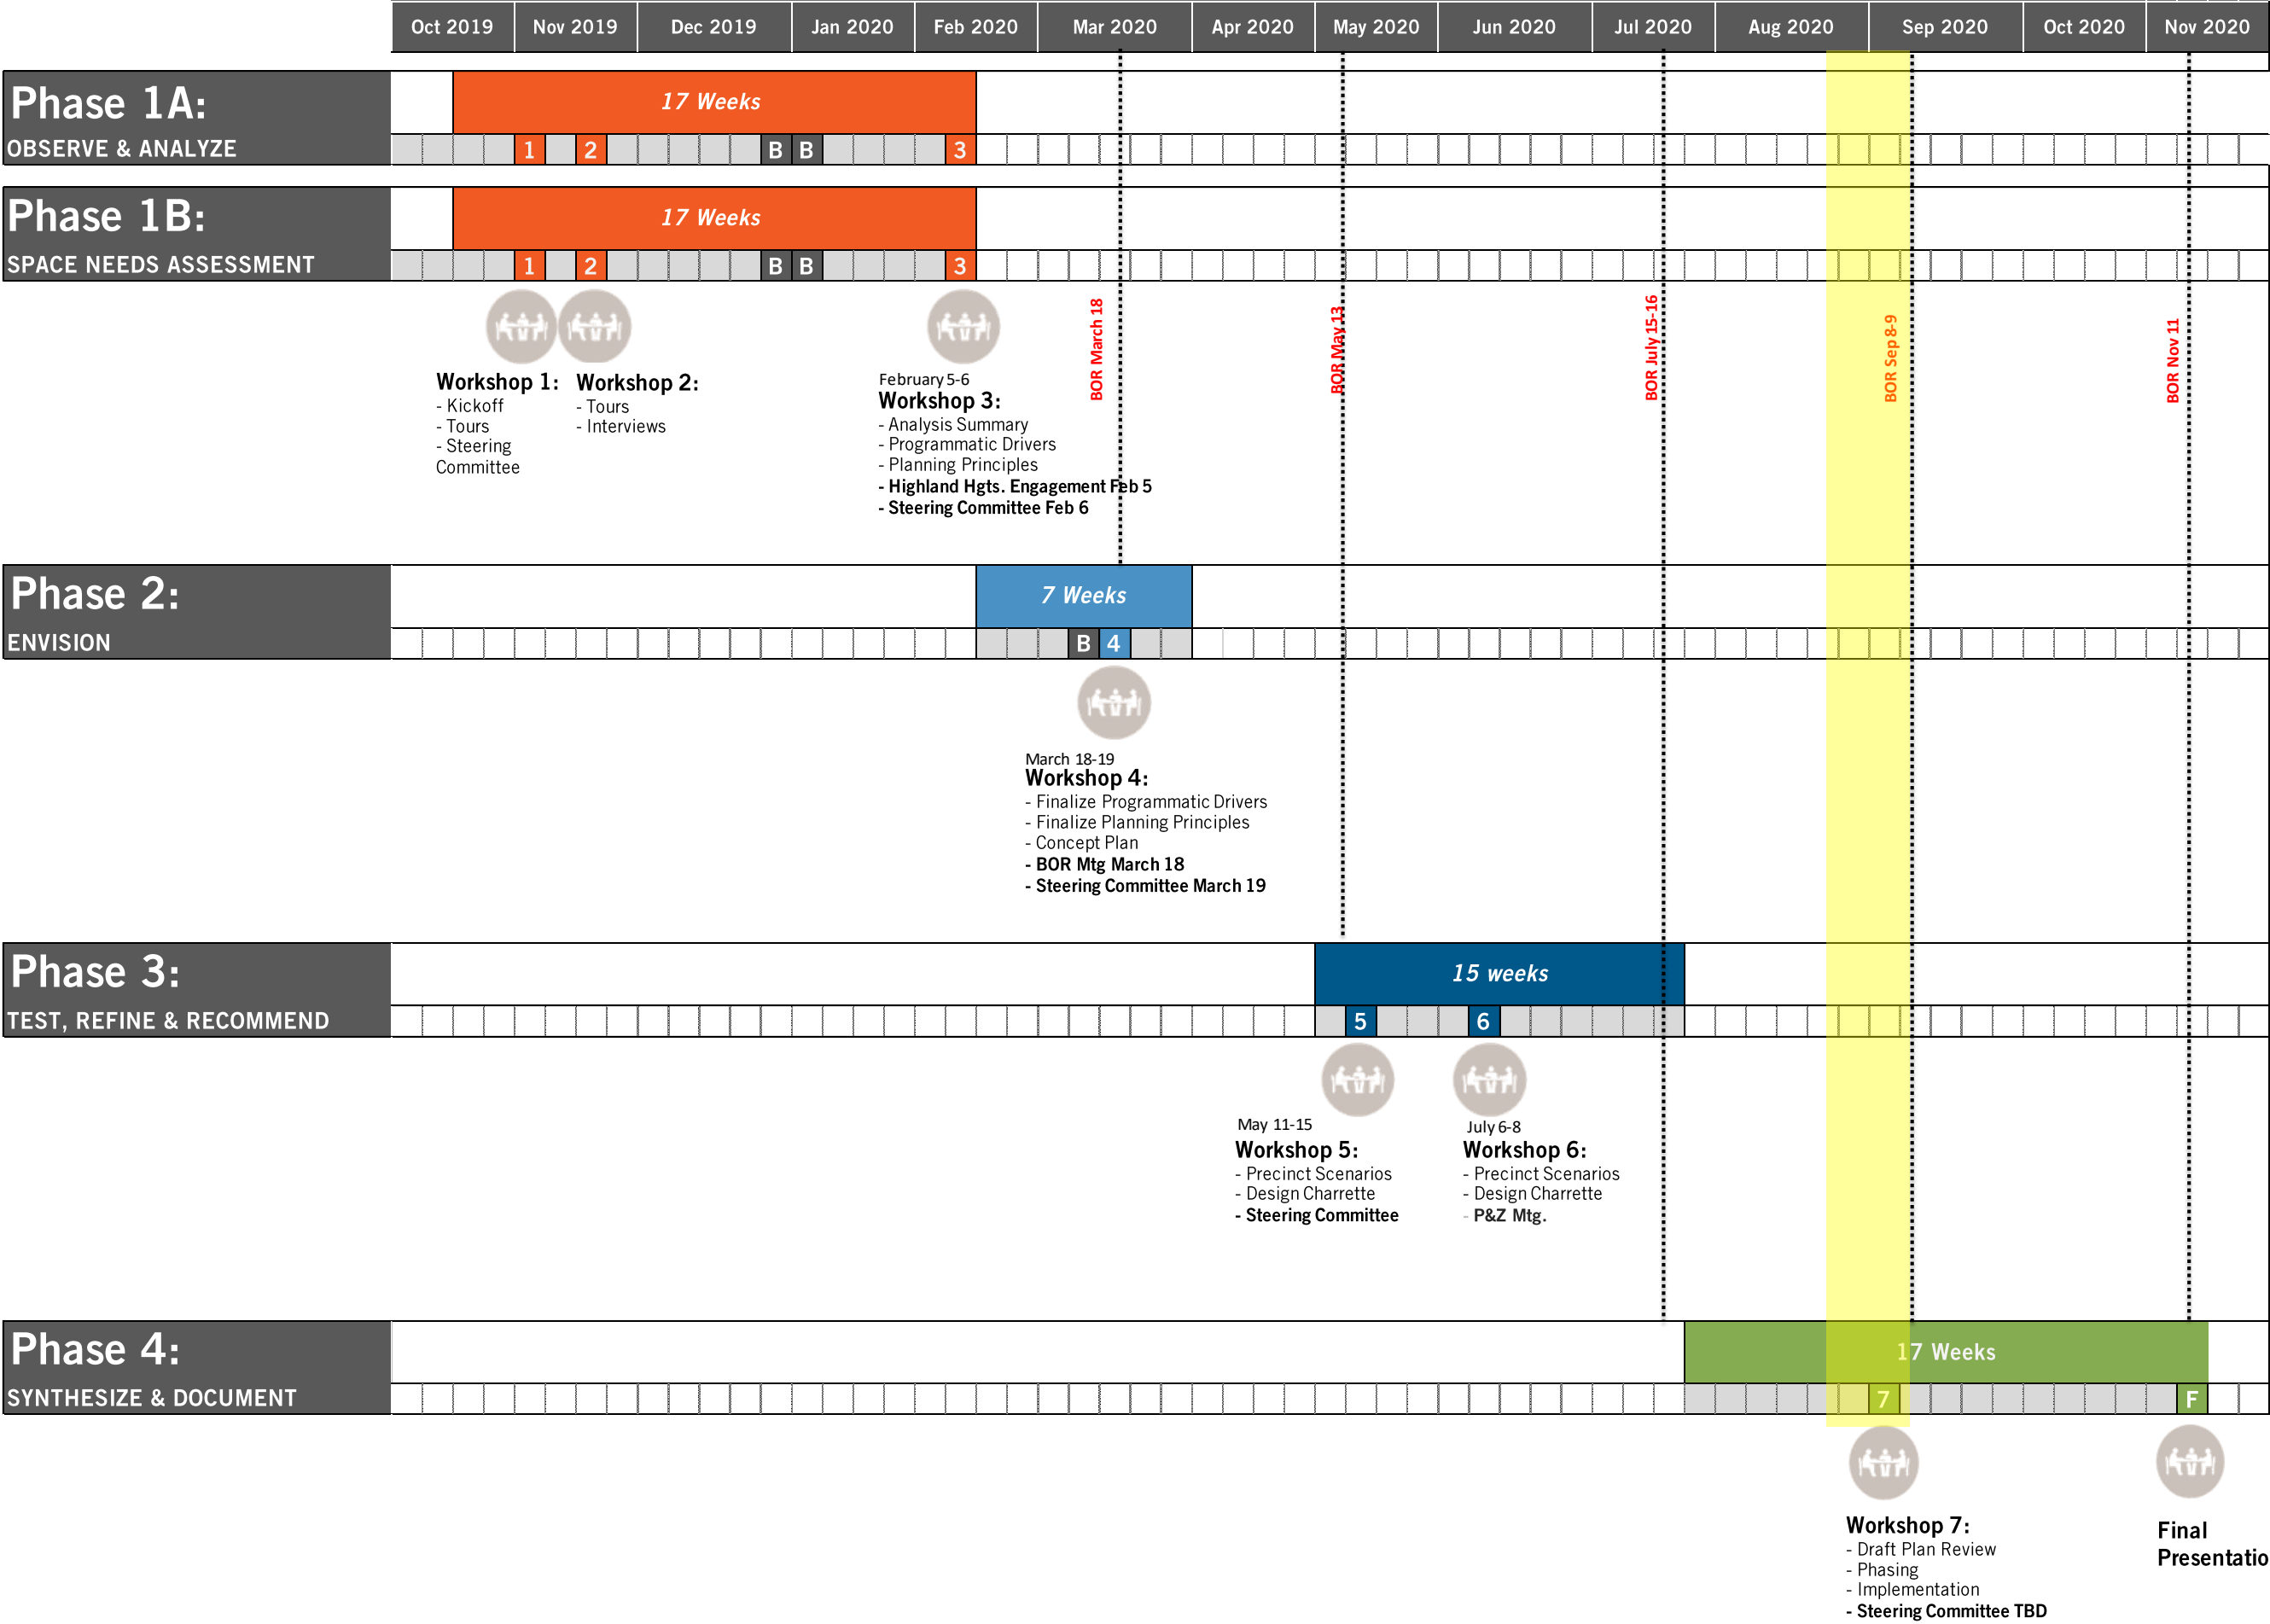 Oct 2019 Nov 2019 Dec 2019 Jan 2020 Feb 2020 Mar 2020 Apr 2020 May 2020 Jun 2020 Jul 2020 Aug 2020 Sep 2020 Oct 2020 Nov 2020
Phase 1A:
17 Weeks
OBSERVE & ANALYZE
1 2 B B 3
Phase 1B:
17 Weeks
SPACE NEEDS ASSESSMENT
1 2 B B 3
BOR March 18
BOR May 13
BOR July 15-16
BOR Sep 8-9
BOR Nov 11
Workshop 1:
- Kickoff
- Tours
- Steering
Committee
Workshop 2:
- Tours
- Interviews
February 5-6
Workshop 3:
- Analysis Summary
- Programmatic Drivers
- Planning Principles
- Highland Hgts. Engagement Feb 5
- Steering Committee Feb 6
Phase 2:
7 Weeks
ENVISION
B 4
March 18-19
Workshop 4:
- Finalize Programmatic Drivers
- Finalize Planning Principles
- Concept Plan
- BOR Mtg March 18
- Steering Committee March 19
Phase 3:
15 weeks
TEST, REFINE & RECOMMEND
5 6
May 11-15
Workshop 5:
- Precinct Scenarios
- Design Charrette
- Steering Committee
July 6-8
Workshop 6:
- Precinct Scenarios
- Design Charrette
- P&Z Mtg.
Phase 4:
17 Weeks
SYNTHESIZE & DOCUMENT
7 F
Workshop 7:
- Draft Plan Review
- Phasing
- Implementation
- Steering Committee TBD
Final
Presentatio